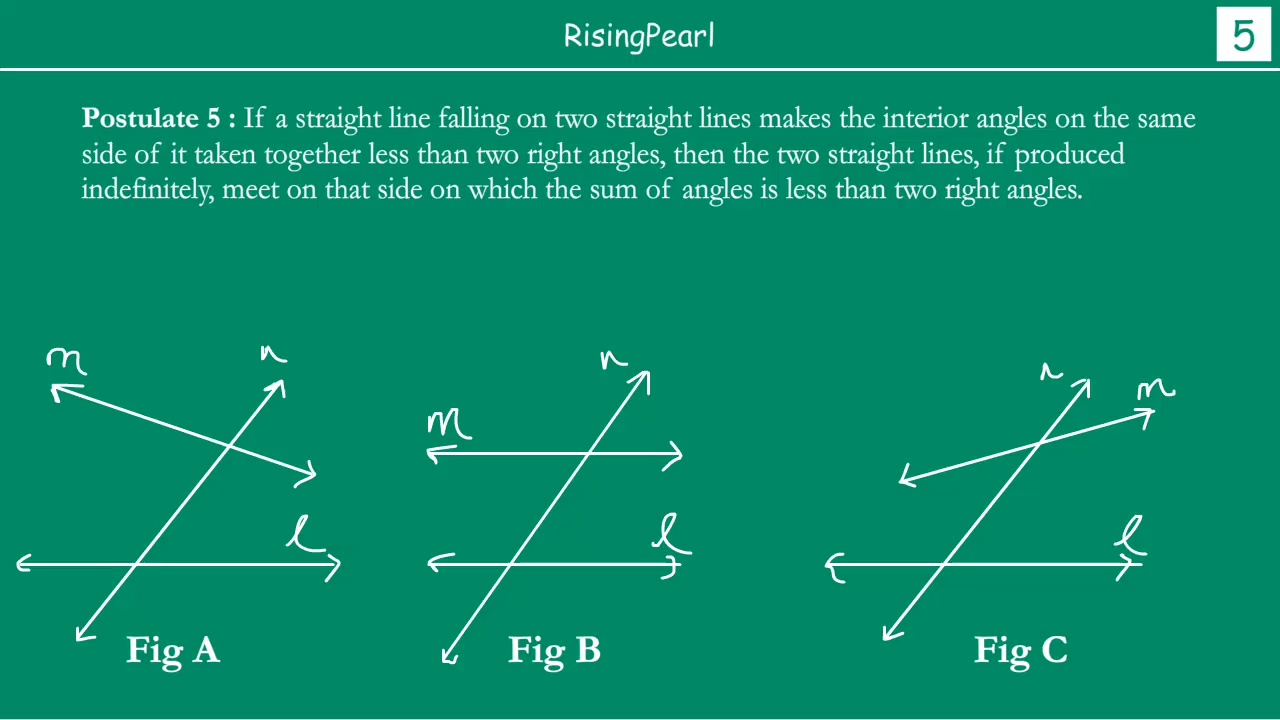 RisingPearl
5
Postulate 5 : If a straight line falling on two straight lines makes the interior angles on the same
side of it taken together less than two right angles, then the two straight lines, if produced
indefinitely, meet on that side on which the sum of angles is less than two right angles.
m
n
l
Fig A
n
m
l
Fig B
n
m
l
Fig C